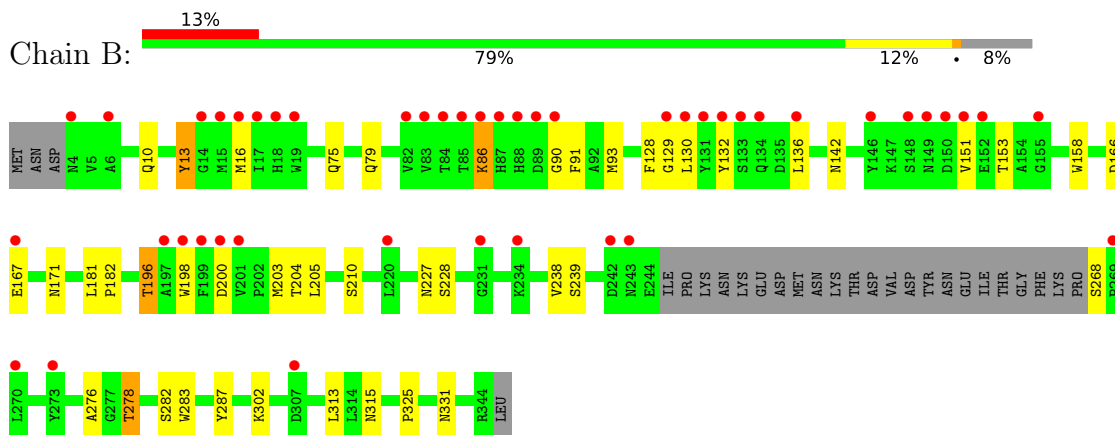 13%
Chain B:
79% 12% • 8%
MET ASN ASP N4 V5 A6 Q10 Y13 G14 M15 M16 I17 H18 W19 Q75 Q79 V82 V83 T84 T85 K86 H87 H88 D89 G90 F91 A92 M93 F128 G129 L130 Y131 Y132 S133 Q134 D135 L136 N142 Y146 K147 S148 N149 D150 V151 E152 T153 A154 G155 W158
E167 N171 L181 P182 T196 A197 W198 F199 D200 V201 P202 M203 T204 L205 S210 L220 N227 S228 G231 K234 V238 S239 D242 N243 E244 ILE PRO LYS ASN LYS GLU ASP MET ASN LYS THR ASP VAL ASP TYR ASN GLU ILE THR GLY PHE LYS PRO S268
L270 Y273 A276 G277 T278 S282 W283 Y287 K302 D307 L313 L314 N315 P325 N331 R344 LEU